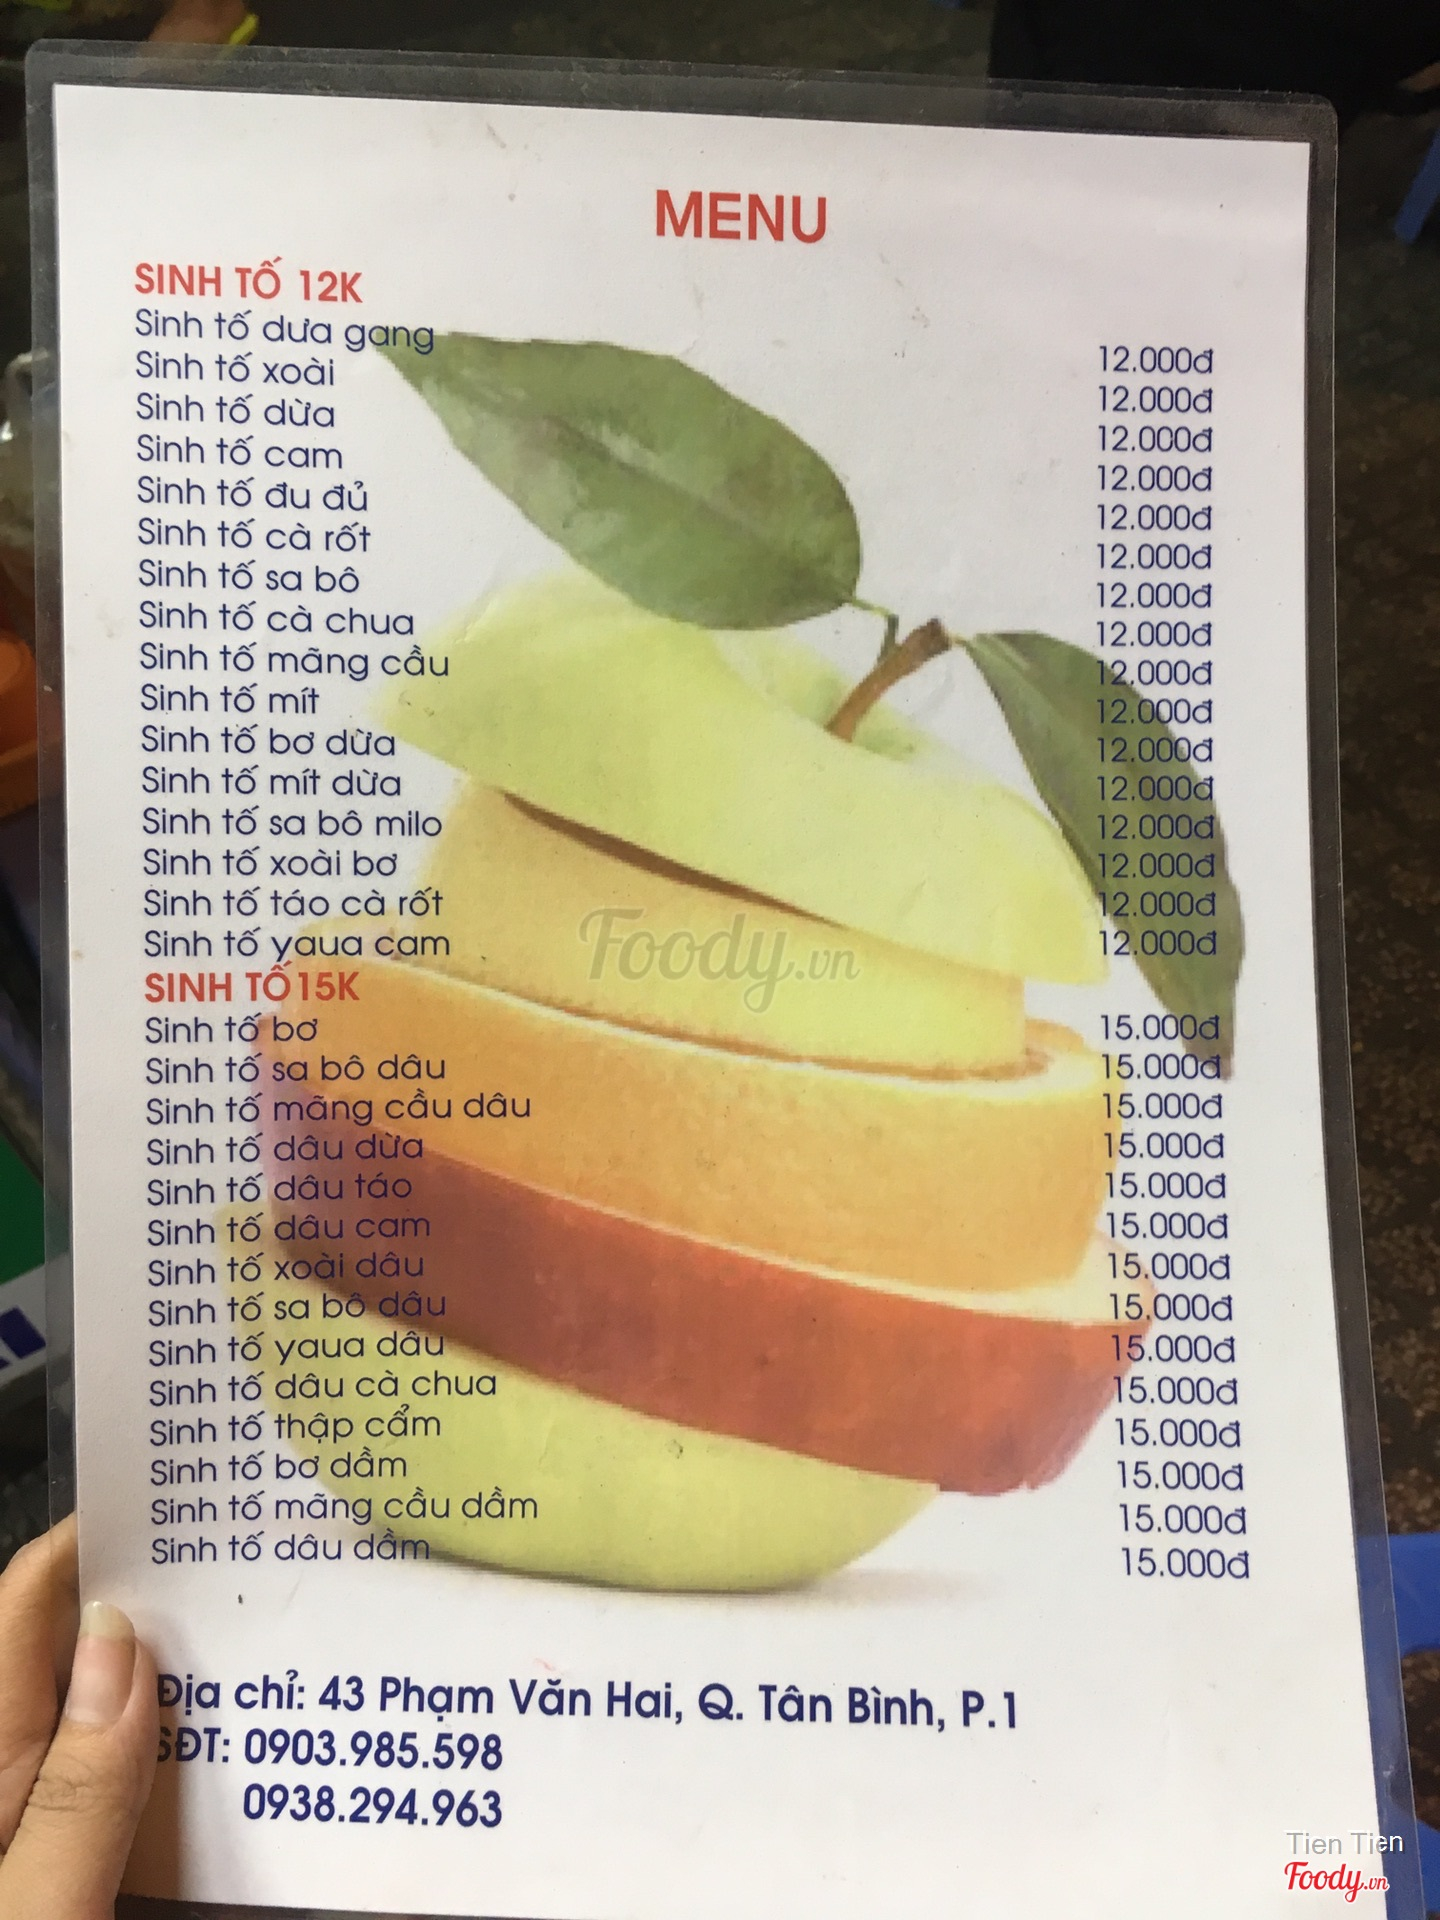 MENU
SINH TỐ 12K
Sinh tố dưa gang 12.000đ
Sinh tố xoài 12.000đ
Sinh tố dừa 12.000đ
Sinh tố cam 12.000đ
Sinh tố đu đủ 12.000đ
Sinh tố cà rốt 12.000đ
Sinh tố sa bô 12.000đ
Sinh tố cà chua 12.000đ
Sinh tố mãng cầu 12.000đ
Sinh tố mít 12.000đ
Sinh tố bơ dừa 12.000đ
Sinh tố mít dừa 12.000đ
Sinh tố sa bô milo 12.000đ
Sinh tố xoài bơ 12.000đ
Sinh tố táo cà rốt 12.000đ
Sinh tố yaua cam 12.000đ
SINH TỐ15K
Sinh tố bơ 15.000đ
Sinh tố sa bô dâu 15.000đ
Sinh tố mãng cầu dâu 15.000đ
Sinh tố dâu dừa 15.000đ
Sinh tố dâu táo 15.000đ
Sinh tố dâu cam 15.000đ
Sinh tố xoài dâu 15.000đ
Sinh tố sa bô dâu 15.000đ
Sinh tố yaua dâu 15.000đ
Sinh tố dâu cà chua 15.000đ
Sinh tố thập cẩm 15.000đ
Sinh tố bơ dầm 15.000đ
Sinh tố mãng cầu dầm 15.000đ
Sinh tố dâu dầm 15.000đ
Foody.vn
Địa chỉ: 43 Phạm Văn Hai, Q. Tân Bình, P.1
SĐT: 0903.985.598
0938.294.963
Tien Tien
Foody.vn